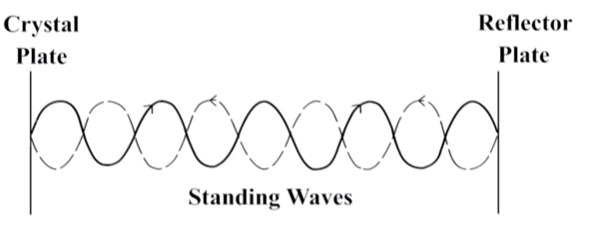 Crystal
Plate
Reflector
Plate
Standing Waves